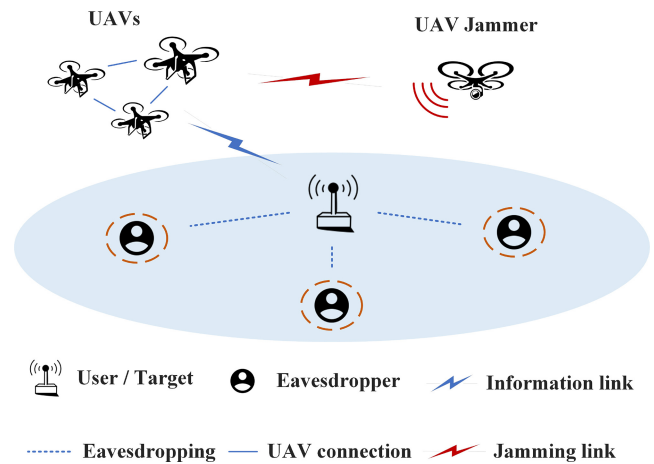 UAVs
UAV Jammer
User / Target
Eavesdropper
Information link
Eavesdropping
UAV connection
Jamming link